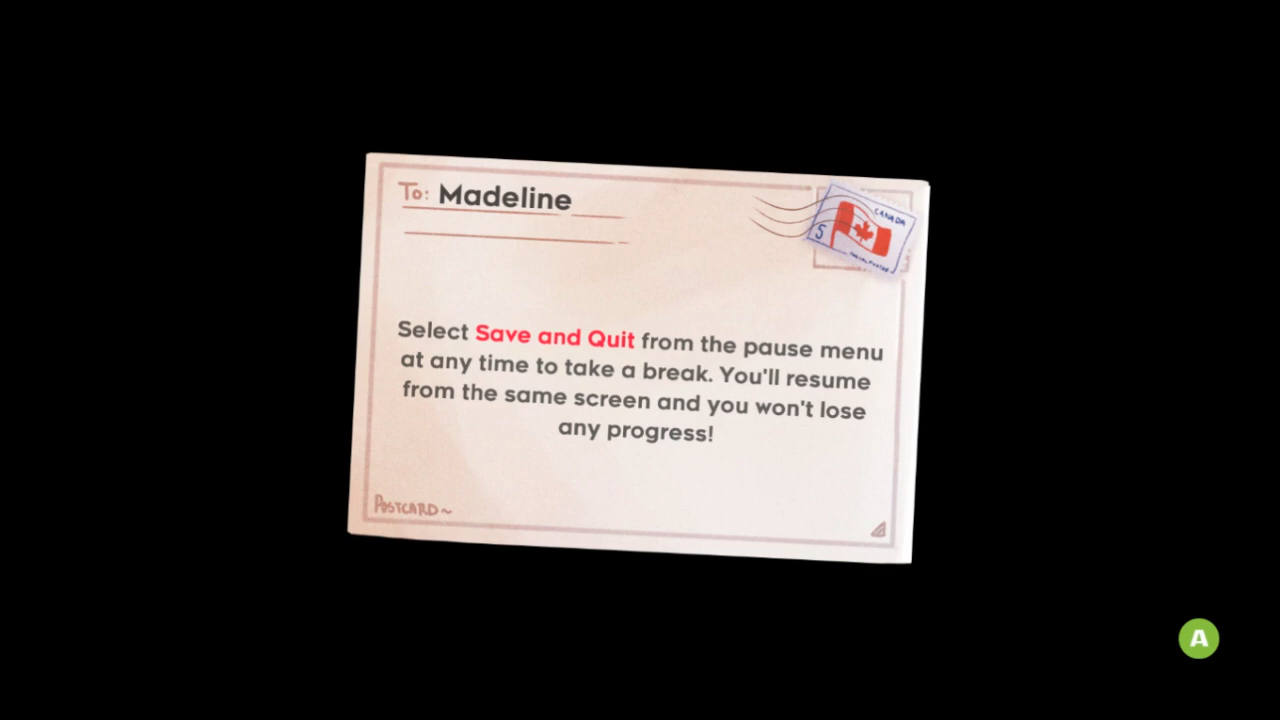 To: Madeline
CANADA
5
Select Save and Quit from the pause menu
at any time to take a break. You'll resume
from the same screen and you won't lose
any progress!
POSTCARD~
A